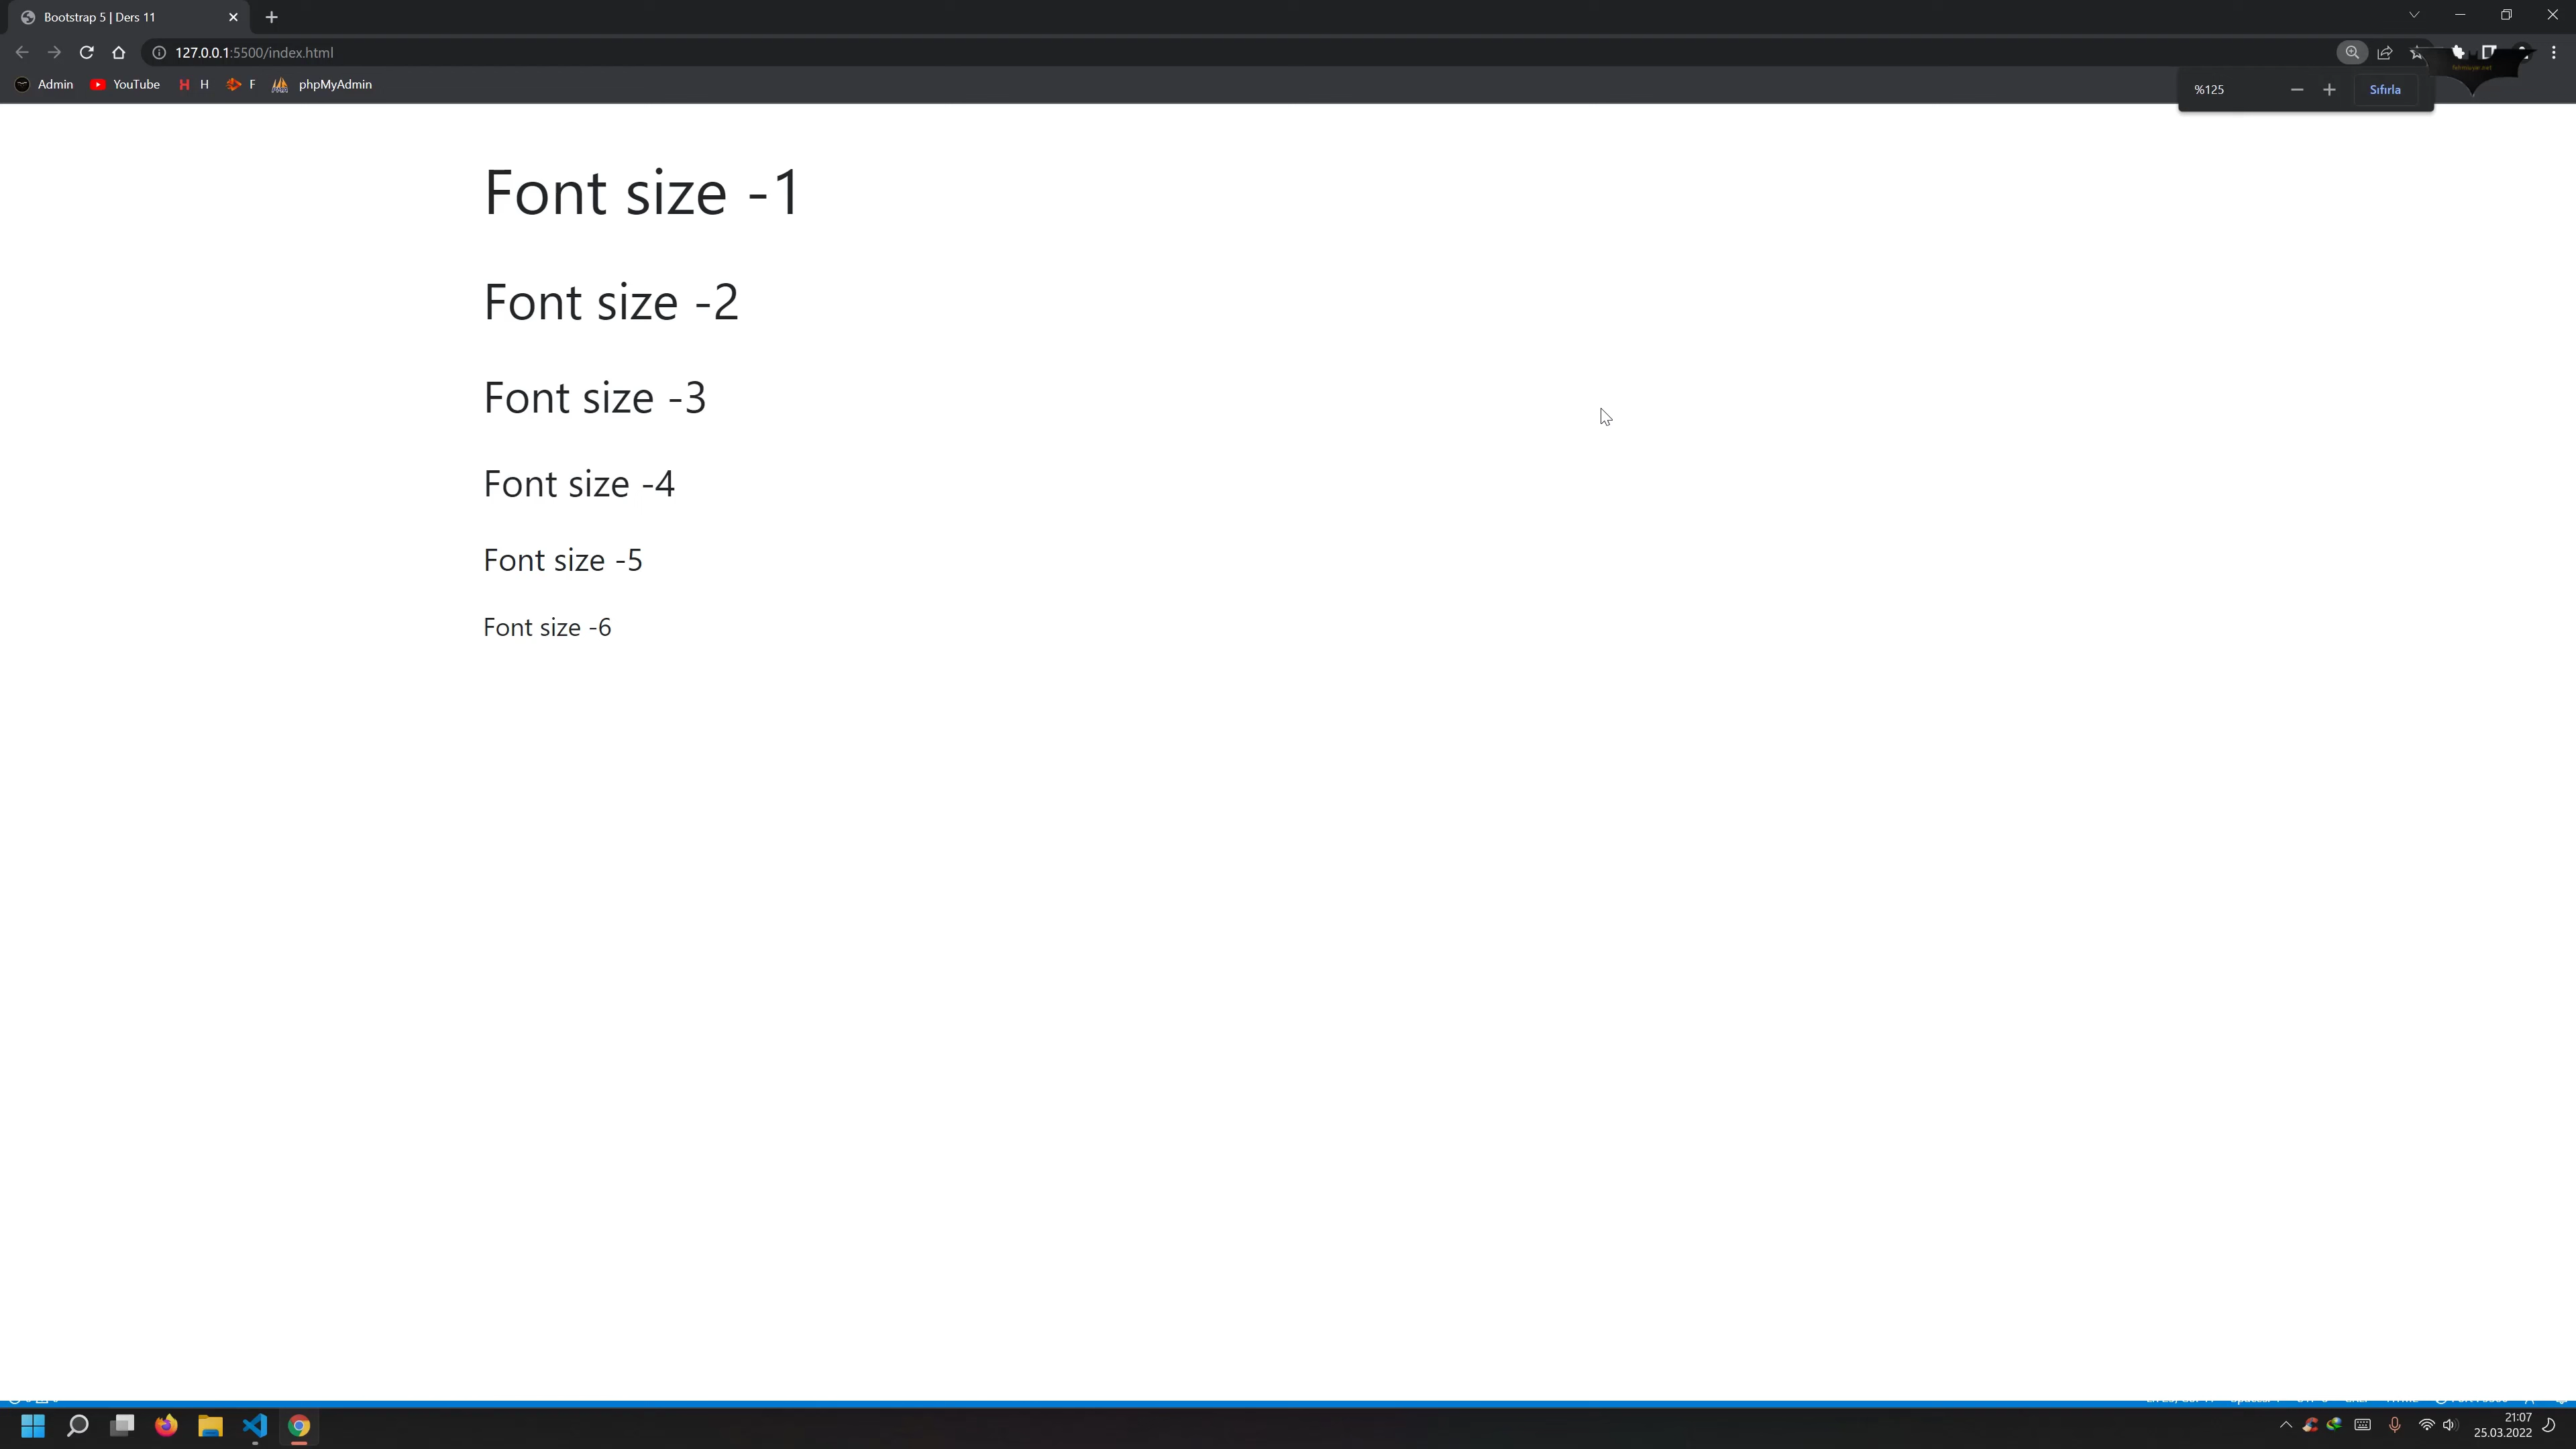 Bootstrap 5 | Ders 11
127.0.0.1:5500/index.html
Admin YouTube H F phpMyAdmin
%125 Sıfırla
Font size -1
Font size -2
Font size -3
Font size -4
Font size -5
Font size -6
21:07
25.03.2022